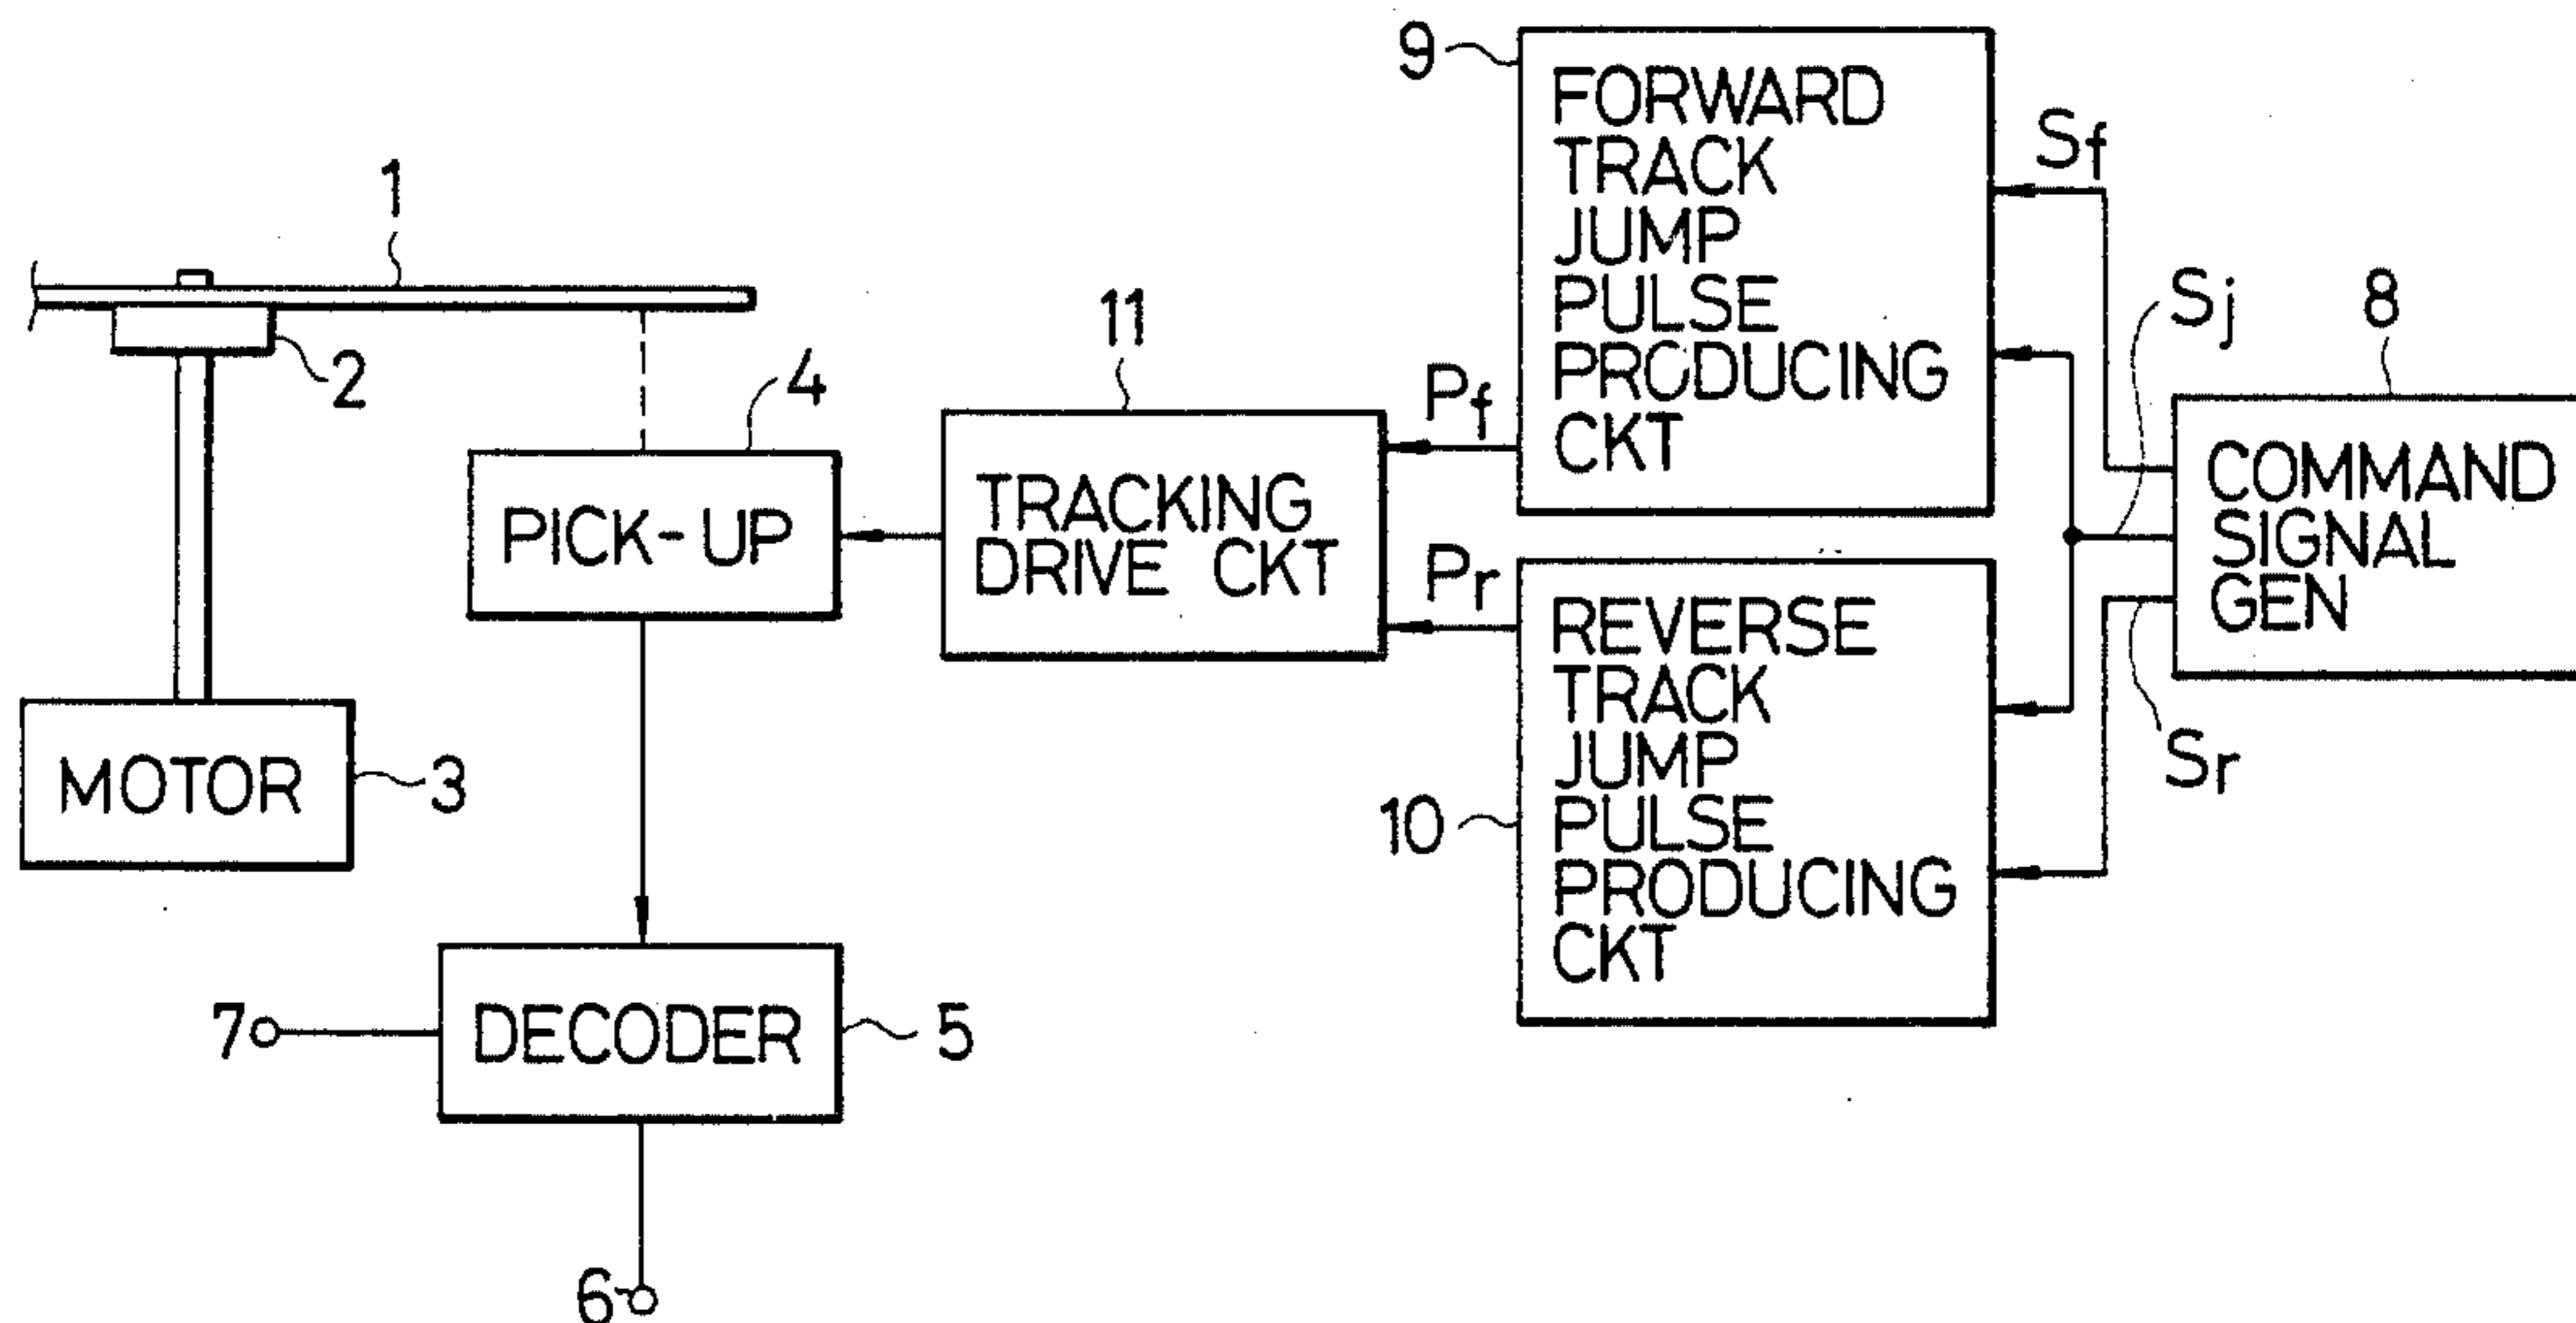 1
2
MOTOR
3
4
PICK-UP
DECODER
5
7
6
11
TRACKING
DRIVE CKT
Pf
Pr
9
FORWARD
TRACK
JUMP
PULSE
PRODUCING
CKT
10
REVERSE
TRACK
JUMP
PULSE
PRODUCING
CKT
Sf
Sj
Sr
8
COMMAND
SIGNAL
GEN